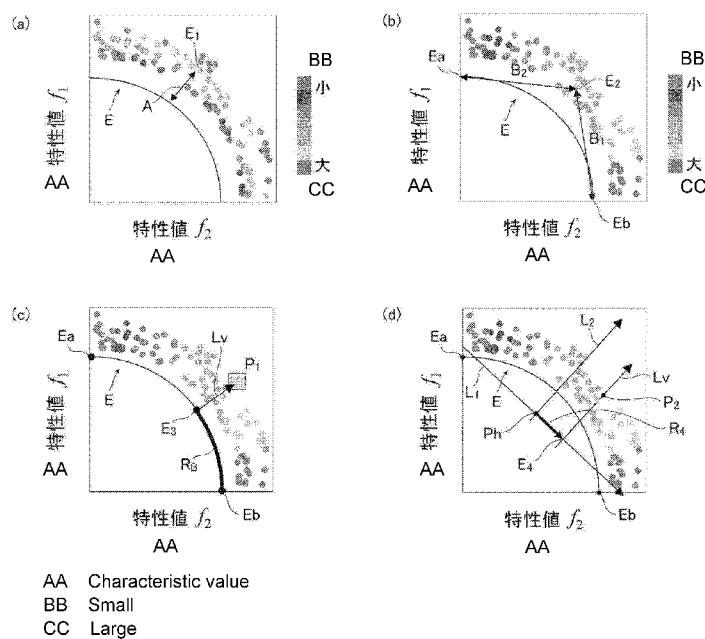 (a)
E₁
A
E
BB
小
大
CC
特性値 f₁
AA
特性値 f₂
AA
(b)
Ea
B₂
E₂
E
B₁
Eb
BB
小
大
CC
特性値 f₁
AA
特性値 f₂
AA
(c)
Ea
Lv
P₁
E
E₃
R₃
Eb
特性値 f₁
AA
特性値 f₂
AA
(d)
Ea
L₂
Lv
L₁
E
P₂
Ph
R₄
E₄
Eb
特性値 f₁
AA
特性値 f₂
AA
AA Characteristic value
BB Small
CC Large